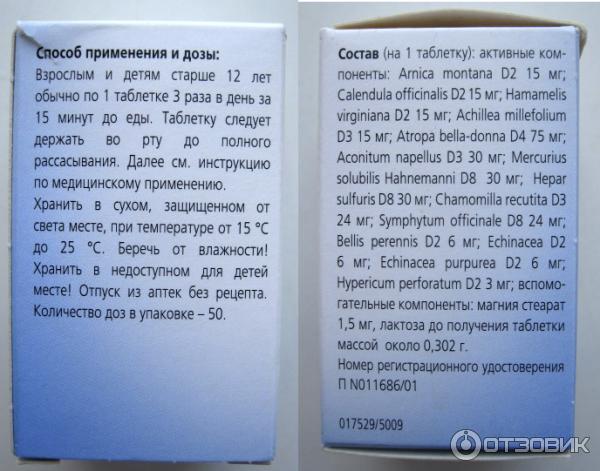 Способ применения и дозы:
Взрослым и детям старше 12 лет
обычно по 1 таблетке 3 раза в день за
15 минут до еды. Таблетку следует
держать во рту до полного
рассасывания. Далее см. инструкцию
по медицинскому применению.
Хранить в сухом, защищенном от
света месте, при температуре от 15 °С
до 25 °С. Беречь от влажности!
Хранить в недоступном для детей
месте! Отпуск из аптек без рецепта.
Количество доз в упаковке – 50.
Состав (на 1 таблетку): активные ком-
поненты: Arnica montana D2 15 мг;
Calendula officinalis D2 15 мг; Hamamelis
virginiana D2 15 мг; Achillea millefolium
D3 15 мг; Atropa bella-donna D4 75 мг;
Aconitum napellus D3 30 мг; Mercurius
solubilis Hahnemanni D8 30 мг; Hepar
sulfuris D8 30 мг; Chamomilla recutita D3
24 мг; Symphytum officinale D8 24 мг;
Bellis perennis D2 6 мг; Echinacea D2
6 мг; Echinacea purpurea D2 6 мг;
Hypericum perforatum D2 3 мг; вспомо-
гательные компоненты: магния стеарат
1,5 мг, лактоза до получения таблетки
массой около 0,302 г.
Номер регистрационного удостоверения
П N011686/01
017529/5009
ОТЗОВИК